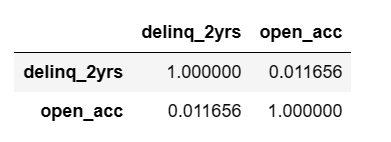 delinq_2yrs open_acc
delinq_2yrs 1.000000 0.011656
open_acc 0.011656 1.000000